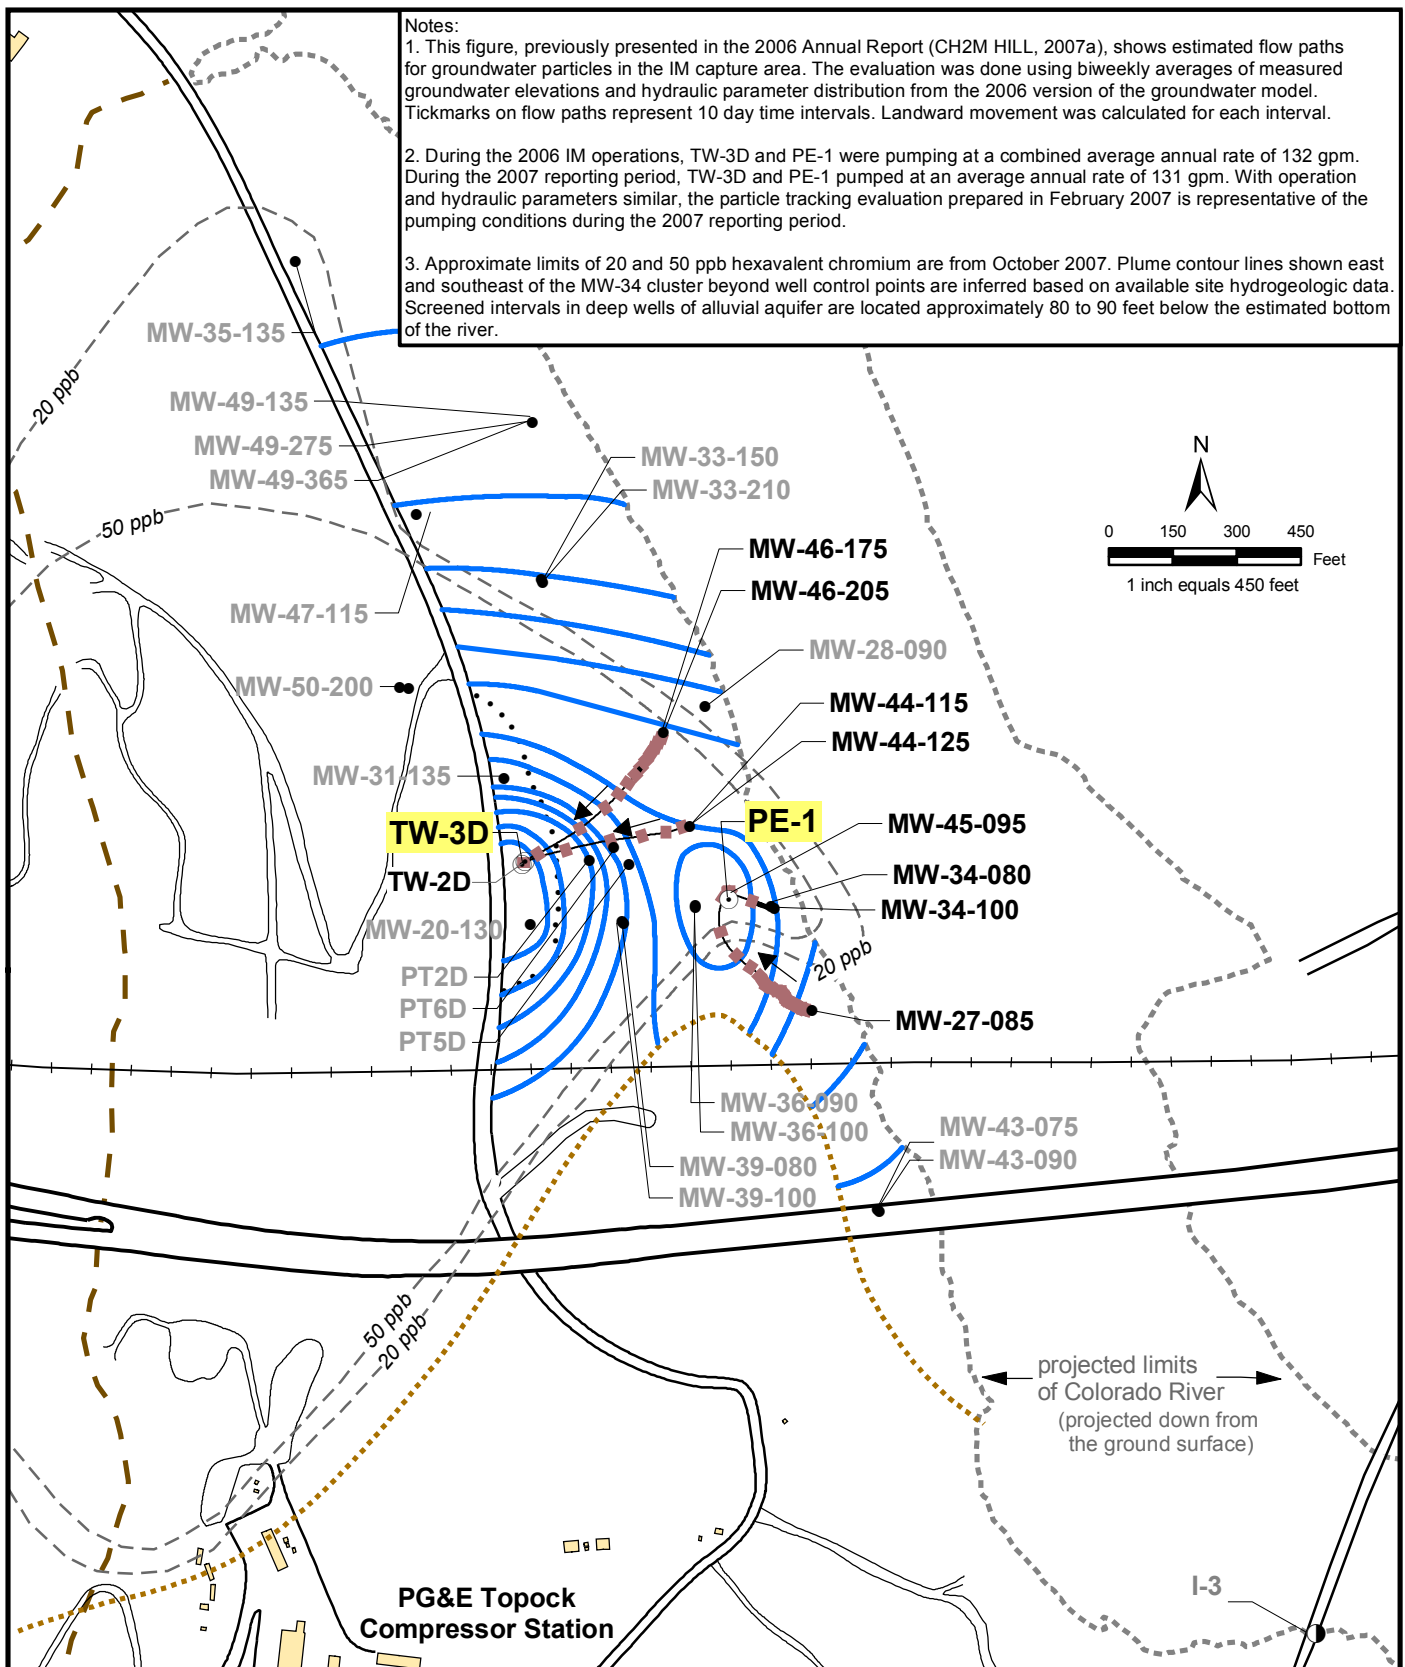 Notes:
1. This figure, previously presented in the 2006 Annual Report (CH2M HILL, 2007a), shows estimated flow paths
for groundwater particles in the IM capture area. The evaluation was done using biweekly averages of measured
groundwater elevations and hydraulic parameter distribution from the 2006 version of the groundwater model.
Tickmarks on flow paths represent 10 day time intervals. Landward movement was calculated for each interval.
2. During the 2006 IM operations, TW-3D and PE-1 were pumping at a combined average annual rate of 132 gpm.
During the 2007 reporting period, TW-3D and PE-1 pumped at an average annual rate of 131 gpm. With operation
and hydraulic parameters similar, the particle tracking evaluation prepared in February 2007 is representative of the
pumping conditions during the 2007 reporting period.
3. Approximate limits of 20 and 50 ppb hexavalent chromium are from October 2007. Plume contour lines shown east
and southeast of the MW-34 cluster beyond well control points are inferred based on available site hydrogeologic data.
Screened intervals in deep wells of alluvial aquifer are located approximately 80 to 90 feet below the estimated bottom
of the river.
MW-35-135
20 ppb
MW-49-135
MW-49-275
MW-49-365
MW-33-150
MW-33-210
N
0 150 300 450
Feet
1 inch equals 450 feet
50 ppb
MW-46-175
MW-46-205
MW-47-115
MW-28-090
MW-50-200
MW-44-115
MW-44-125
MW-31-135
TW-3D
PE-1
MW-45-095
TW-2D
MW-34-080
MW-34-100
MW-20-130
20 ppb
PT2D
PT6D
PT5D
MW-27-085
MW-36-090
MW-36-100
MW-43-075
MW-43-090
MW-39-080
MW-39-100
50 ppb
20 ppb
projected limits
of Colorado River
(projected down from
the ground surface)
I-3
PG&E Topock
Compressor Station